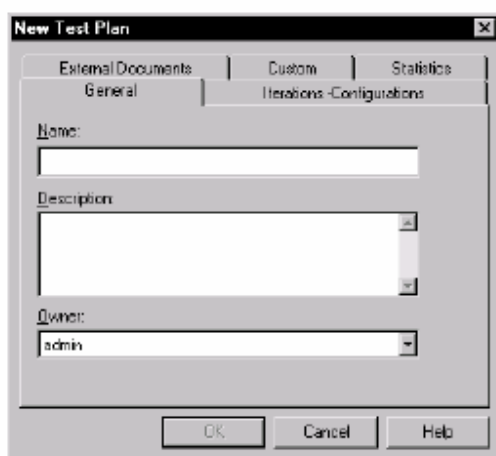 New Test Plan
External Documents Custom Statistics
General Iterations -Configurations
Name:
Description:
Owner:
admin
OK Cancel Help